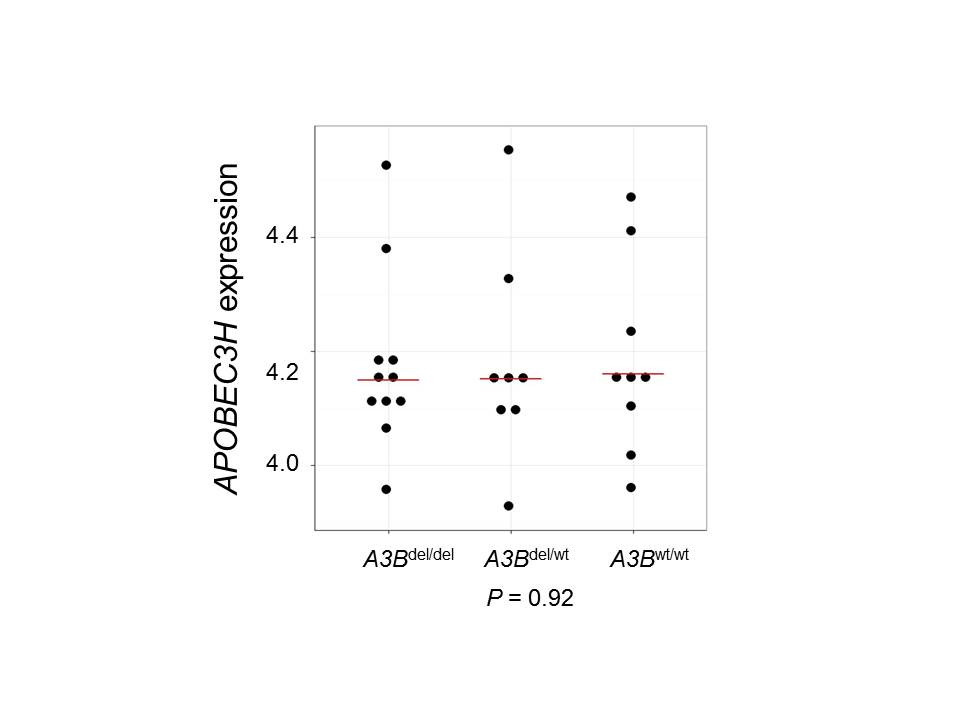 APOBEC3H expression
4.4
4.2
4.0
A3Bdel/del A3Bdel/wt A3Bwt/wt
P = 0.92